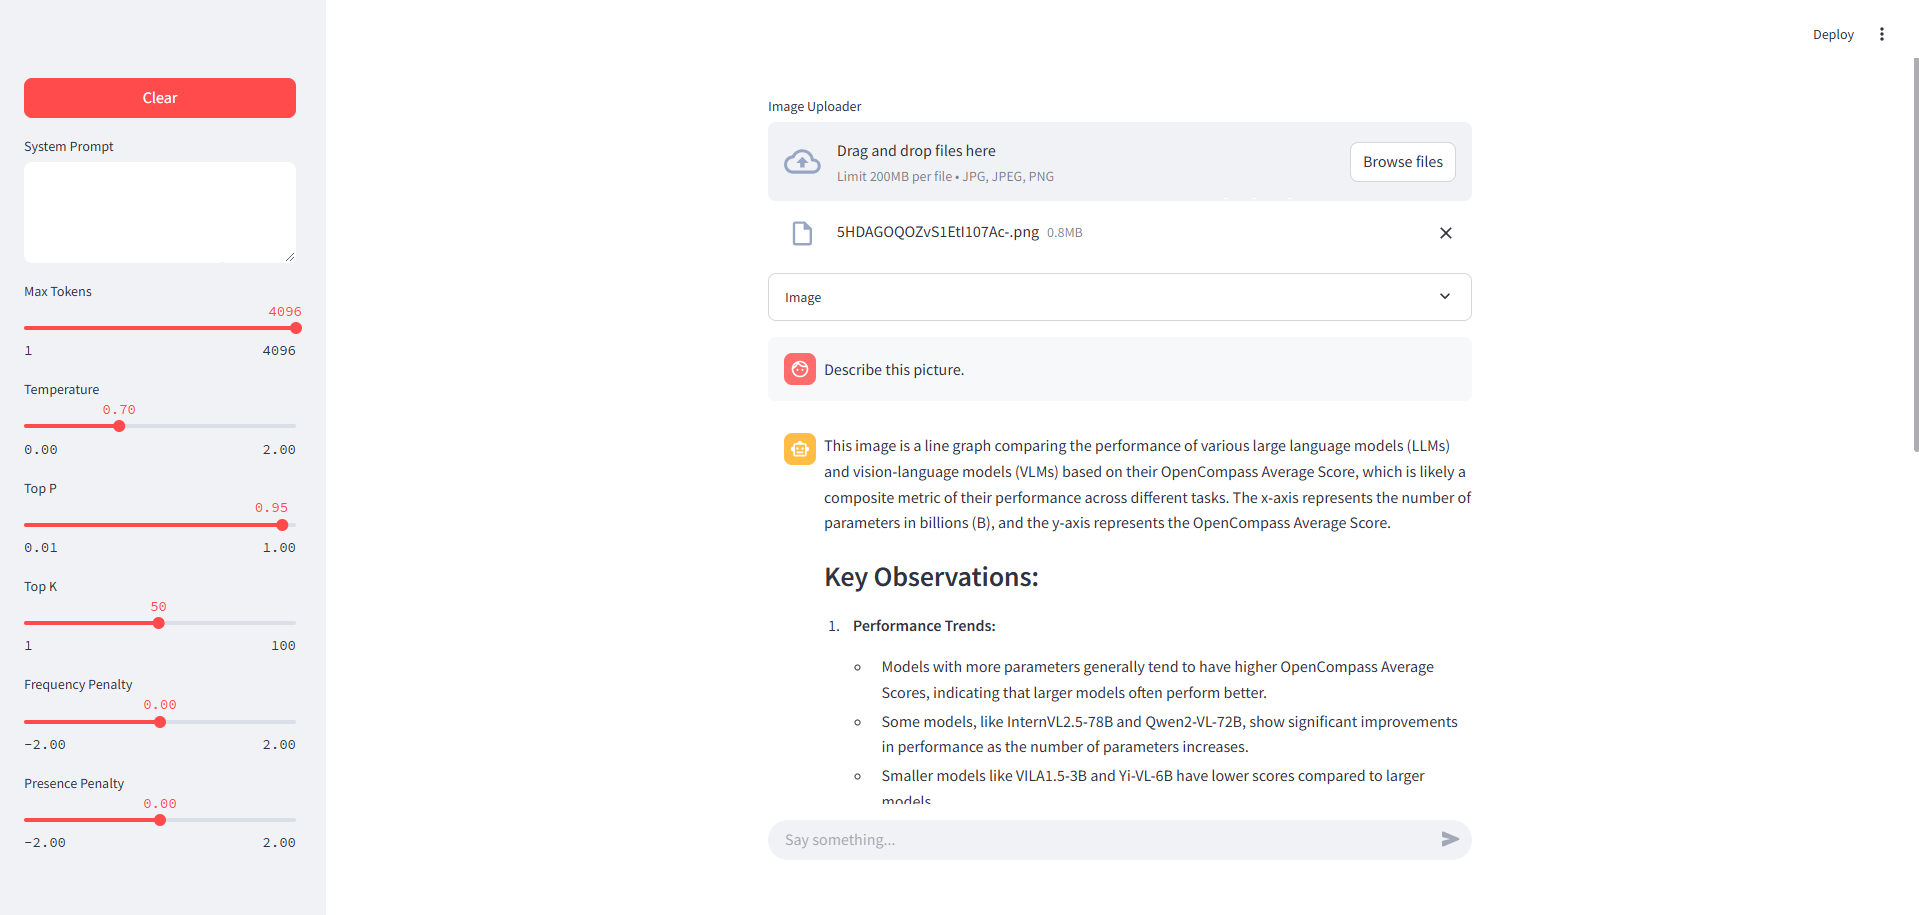 Deploy
Clear
System Prompt
Max Tokens
4096
1 4096
Temperature
0.70
0.00 2.00
Top P
0.95
0.01 1.00
Top K
50
1 100
Frequency Penalty
0.00
-2.00 2.00
Presence Penalty
0.00
-2.00 2.00
Image Uploader
Drag and drop files here
Limit 200MB per file • JPG, JPEG, PNG
Browse files
5HDAGOQOZvS1EtI107Ac-.png 0.8MB
Image
Describe this picture.
This image is a line graph comparing the performance of various large language models (LLMs)
and vision-language models (VLMs) based on their OpenCompass Average Score, which is likely a
composite metric of their performance across different tasks. The x-axis represents the number of
parameters in billions (B), and the y-axis represents the OpenCompass Average Score.
Key Observations:
1. Performance Trends:
Models with more parameters generally tend to have higher OpenCompass Average
Scores, indicating that larger models often perform better.
Some models, like InternVL2.5-78B and Qwen2-VL-72B, show significant improvements
in performance as the number of parameters increases.
Smaller models like VILA1.5-3B and Yi-VL-6B have lower scores compared to larger
models.
Say something...